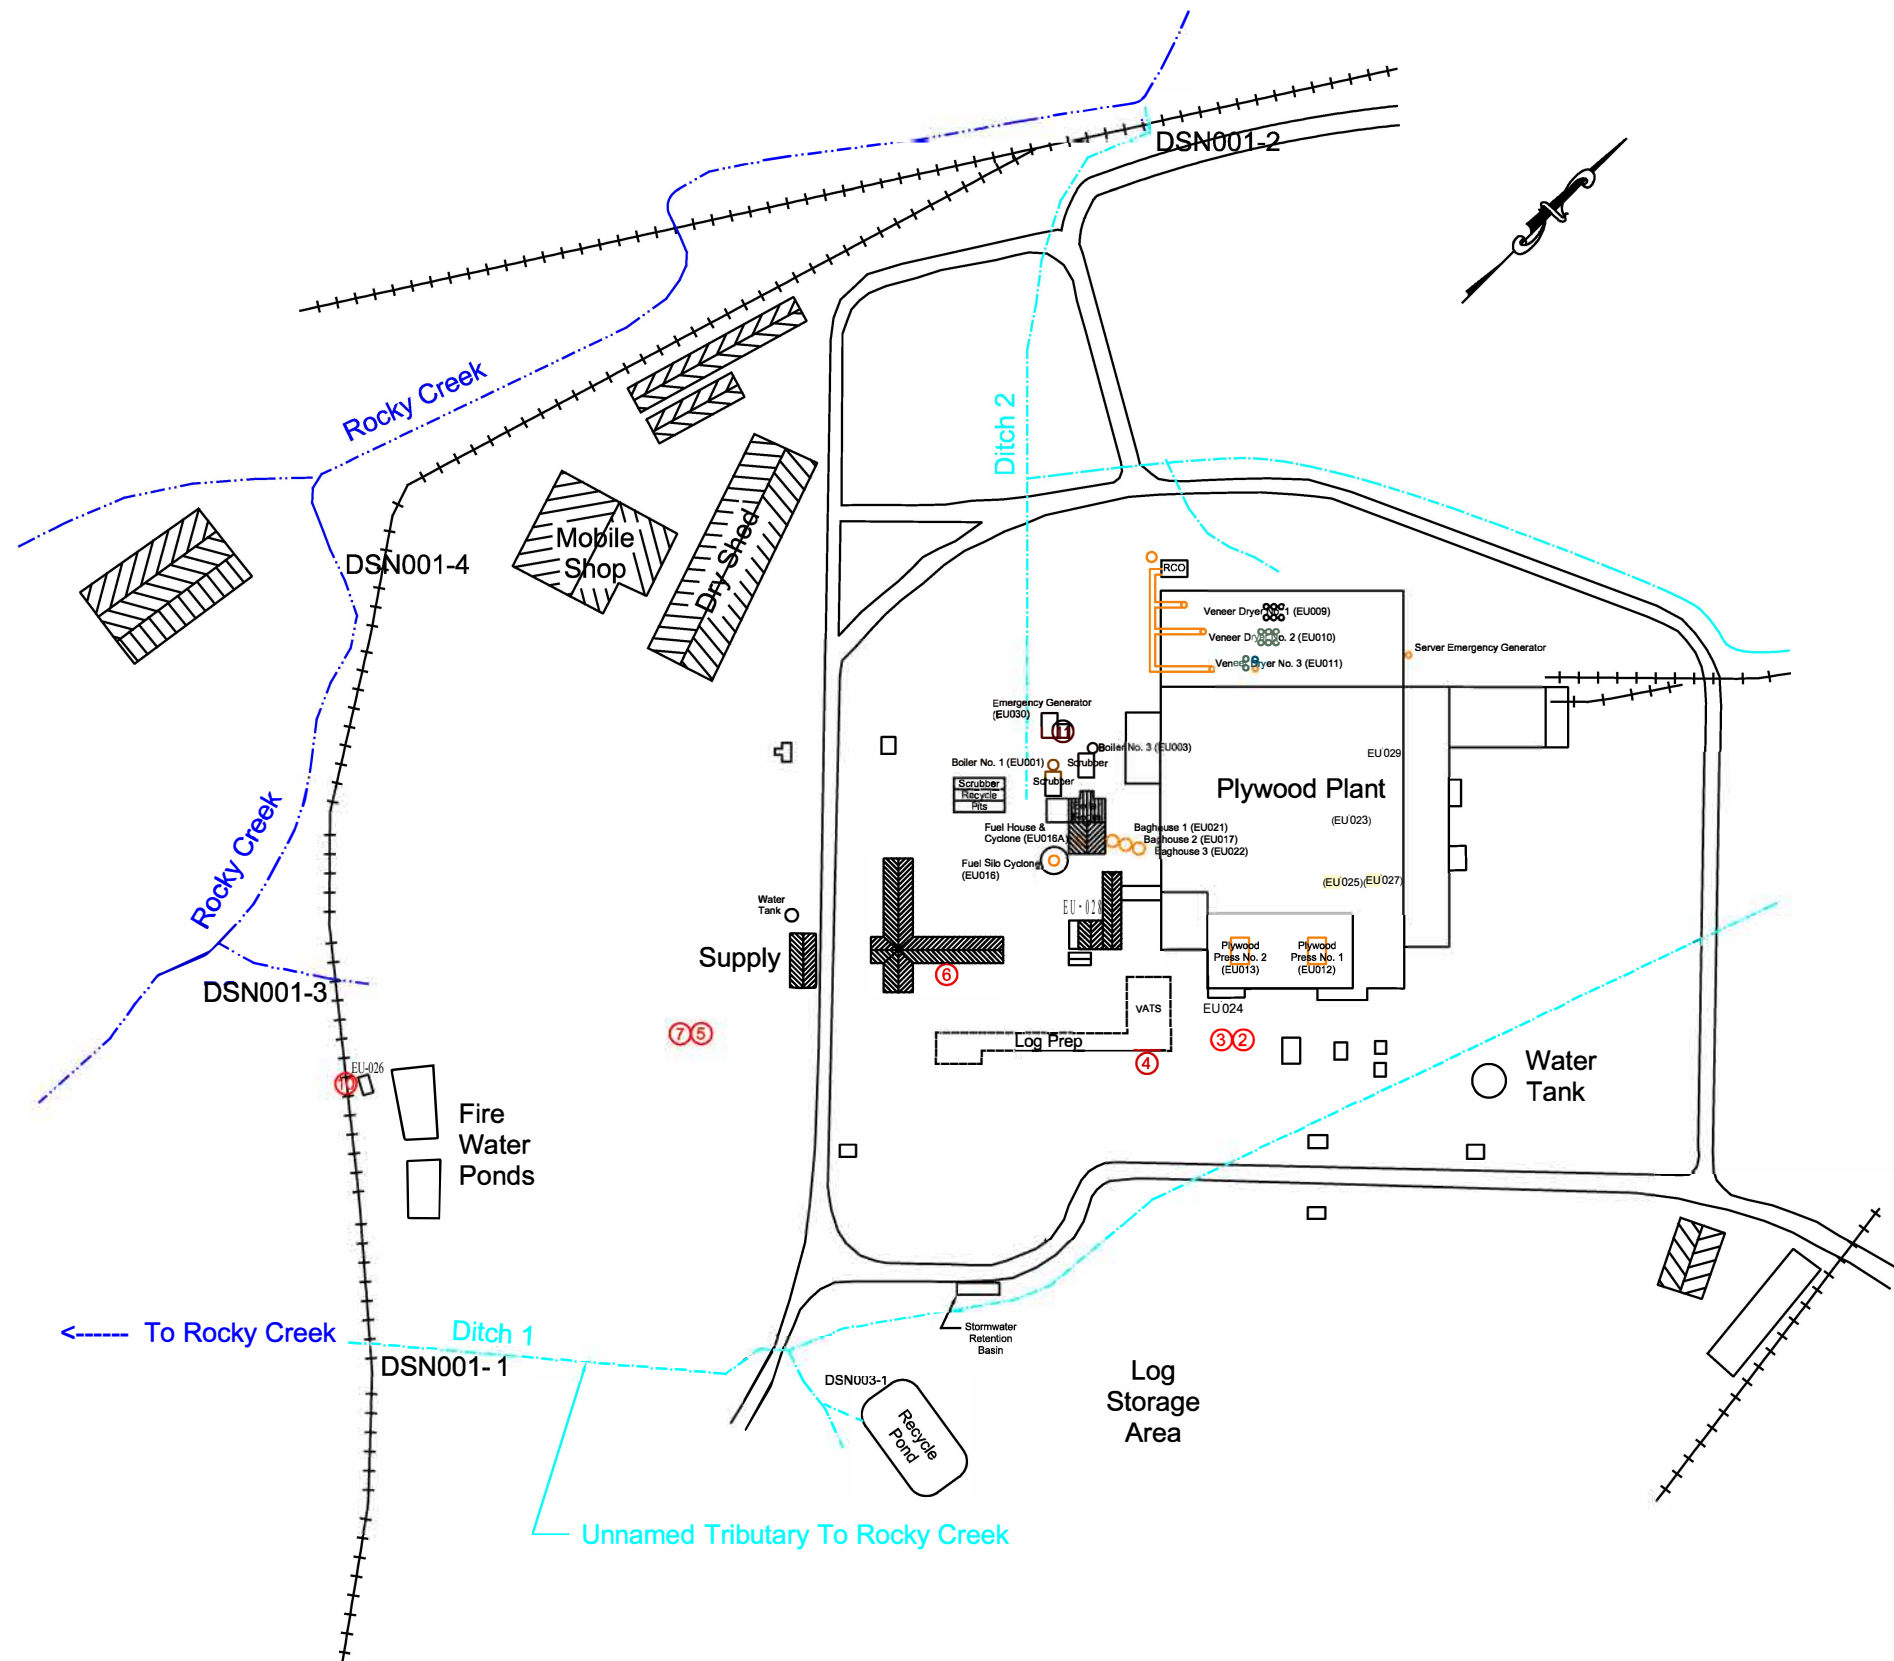 DSN001-2
Rocky Creek
Ditch 2
DSN001-4
Mobile
Shop
Dry Shed
RCO
Veneer Dryer No. 1 (EU009)
Veneer Dryer No. 2 (EU010)
Veneer Dryer No. 3 (EU011)
Server Emergency Generator
Emergency Generator
(EU030)
11
Boiler No. 3 (EU003)
Boiler No. 1 (EU001)
Scrubber
Scrubber
Scrubber
Recycle
Pits
EU029
Plywood Plant
(EU023)
Fuel House &
Cyclone (EU016A)
Baghouse 1 (EU021)
Baghouse 2 (EU017)
Baghouse 3 (EU022)
Fuel Silo Cyclone
(EU016)
(EU025)(EU027)
Rocky Creek
Water
Tank
EU-028
Supply
6
Plywood
Press No. 2
(EU013)
Plywood
Press No. 1
(EU012)
DSN001-3
VATS
EU024
7
5
Log Prep
3
2
4
EU-026
10
Water
Tank
Fire
Water
Ponds
<------ To Rocky Creek
Ditch 1
DSN001-1
Stormwater
Retention
Basin
DSN003-1
Recycle
Pond
Log
Storage
Area
Unnamed Tributary To Rocky Creek